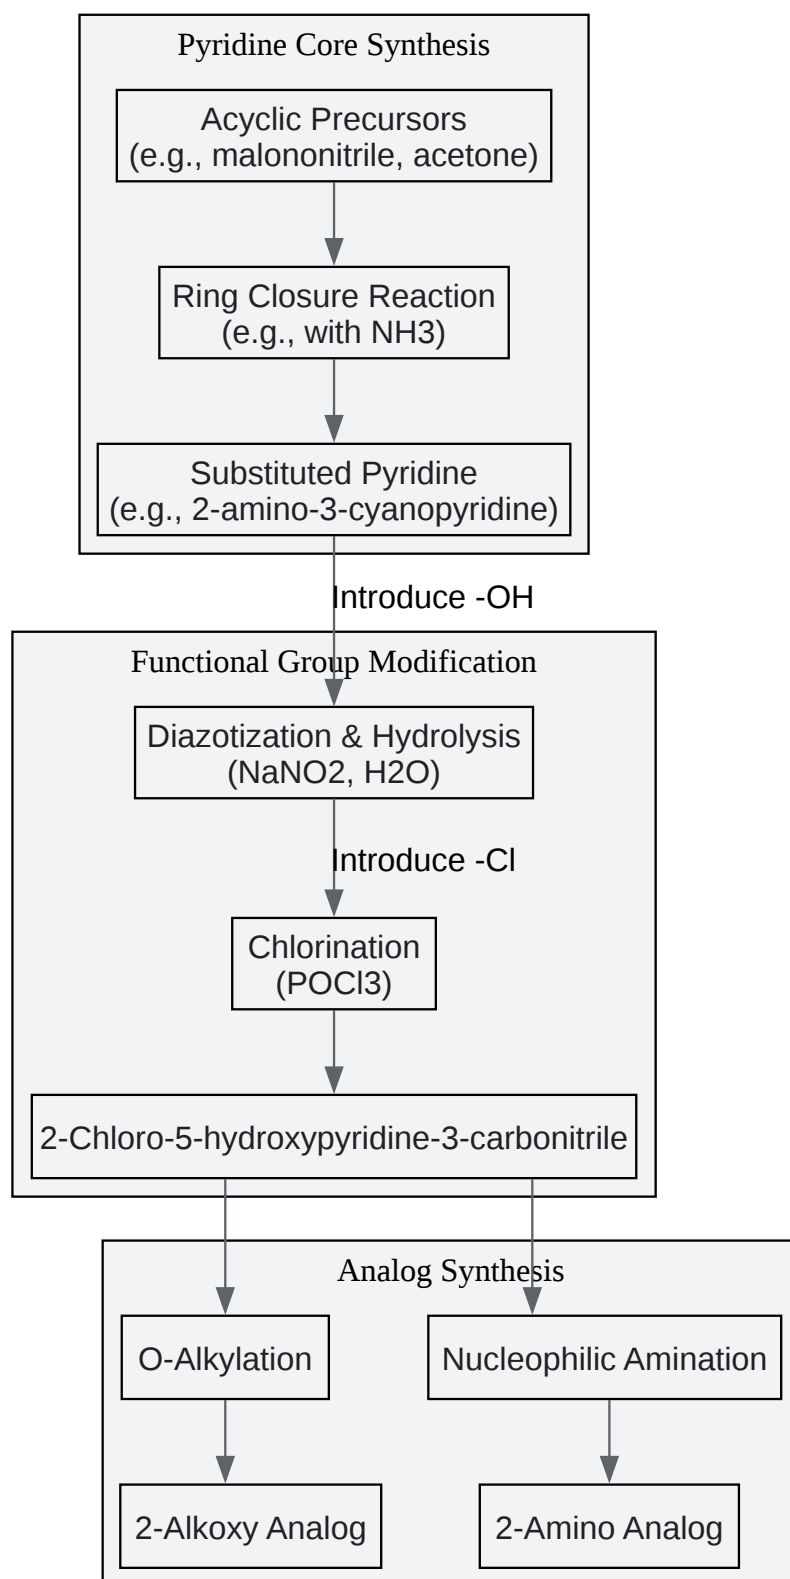 Pyridine Core Synthesis
Acyclic Precursors
(e.g., malononitrile, acetone)
Ring Closure Reaction
(e.g., with NH3)
Substituted Pyridine
(e.g., 2-amino-3-cyanopyridine)
Introduce -OH
Functional Group Modification
Diazotization & Hydrolysis
(NaNO2, H2O)
Introduce -Cl
Chlorination
(POCl3)
2-Chloro-5-hydroxypyridine-3-carbonitrile
Analog Synthesis
O-Alkylation
Nucleophilic Amination
2-Alkoxy Analog
2-Amino Analog